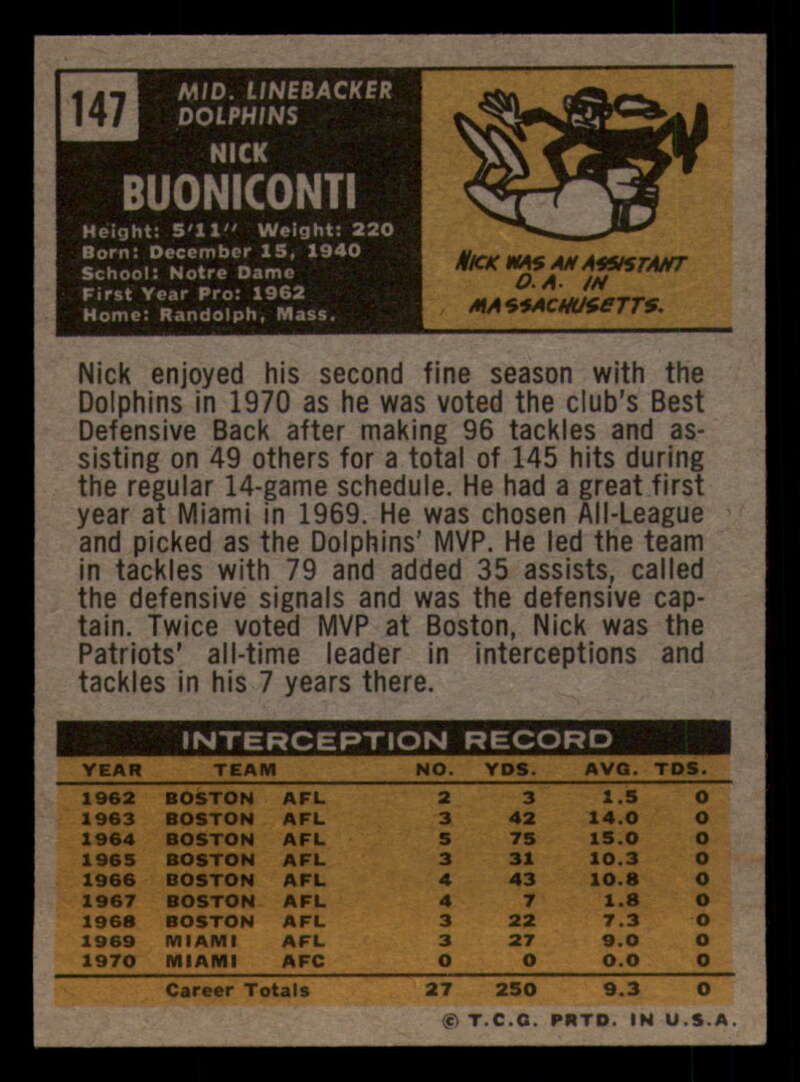 147
MID. LINEBACKER
DOLPHINS
NICK
BUONICONTI
Height: 5'11" Weight: 220
Born: December 15, 1940
School: Notre Dame
First Year Pro: 1962
Home: Randolph, Mass.
NICK WAS AN ASSISTANT
D.A. IN
MASSACHUSETTS.
Nick enjoyed his second fine season with the
Dolphins in 1970 as he was voted the club's Best
Defensive Back after making 96 tackles and as-
sisting on 49 others for a total of 145 hits during
the regular 14-game schedule. He had a great first
year at Miami in 1969. He was chosen All-League
and picked as the Dolphins' MVP. He led the team
in tackles with 79 and added 35 assists, called
the defensive signals and was the defensive cap-
tain. Twice voted MVP at Boston, Nick was the
Patriots' all-time leader in interceptions and
tackles in his 7 years there.
INTERCEPTION RECORD
YEAR TEAM NO. YDS. AVG. TDS.
1962 BOSTON AFL 2 3 1.5 0
1963 BOSTON AFL 3 42 14.0 0
1964 BOSTON AFL 5 75 15.0 0
1965 BOSTON AFL 3 31 10.3 0
1966 BOSTON AFL 4 43 10.8 0
1967 BOSTON AFL 4 7 1.8 0
1968 BOSTON AFL 3 22 7.3 0
1969 MIAMI AFL 3 27 9.0 0
1970 MIAMI AFC 0 0 0.0 0
Career Totals 27 250 9.3 0
© T.C.G. PRTD. IN U.S.A.